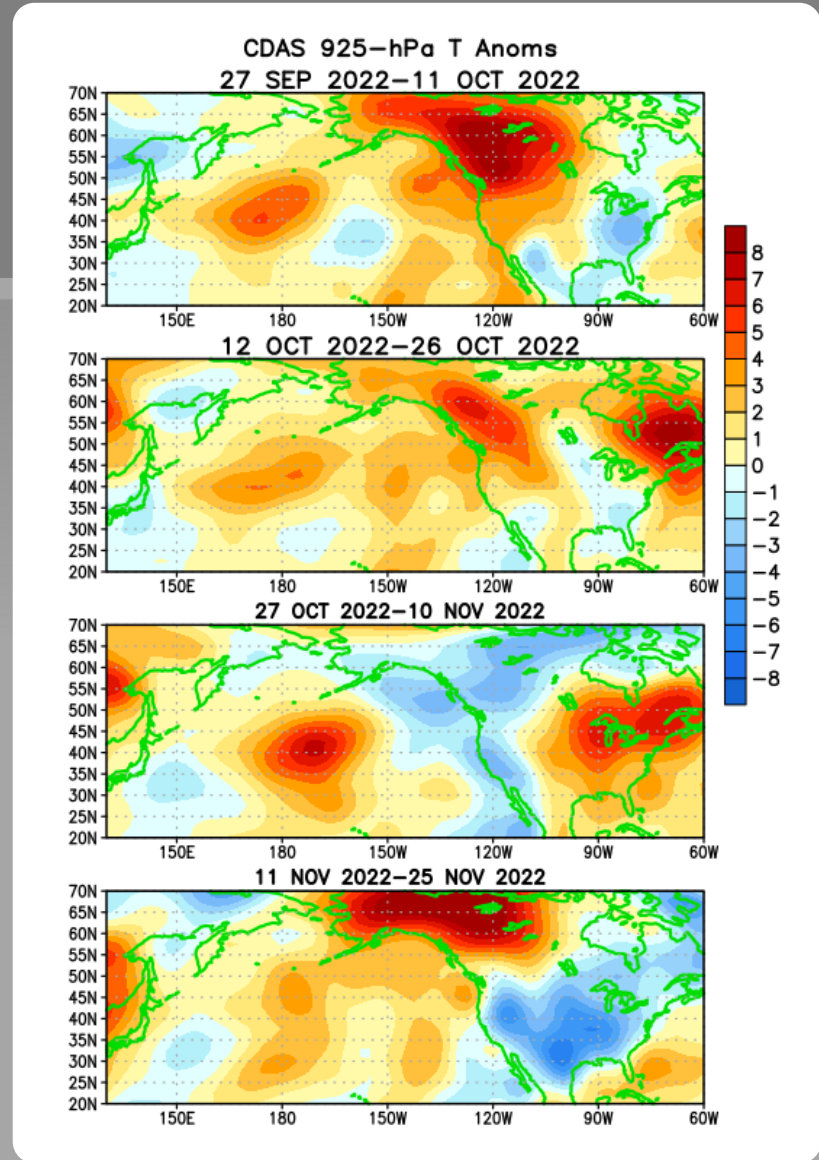 CDAS 925-hPa T Anoms
27 SEP 2022-11 OCT 2022
70N
65N
60N
55N
50N
45N
40N
35N
30N
25N
20N
150E 180 150W 120W 90W 60W
12 OCT 2022-26 OCT 2022
70N
65N
60N
55N
50N
45N
40N
35N
30N
25N
20N
150E 180 150W 120W 90W 60W
27 OCT 2022-10 NOV 2022
70N
65N
60N
55N
50N
45N
40N
35N
30N
25N
20N
150E 180 150W 120W 90W 60W
11 NOV 2022-25 NOV 2022
70N
65N
60N
55N
50N
45N
40N
35N
30N
25N
20N
150E 180 150W 120W 90W 60W
8
7
6
5
4
3
2
1
0
-1
-2
-3
-4
-5
-6
-7
-8